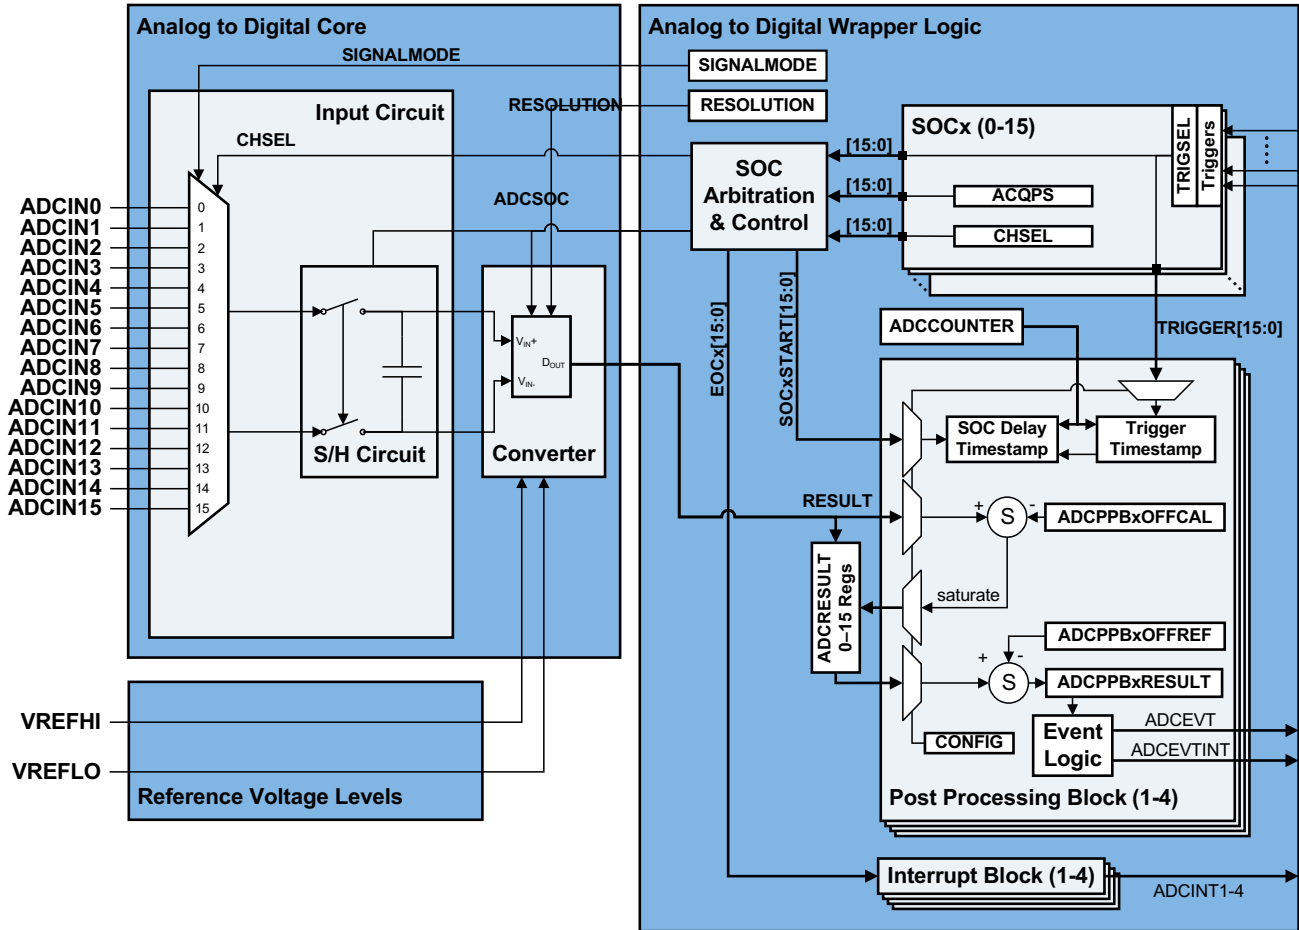 Analog to Digital Core
Analog to Digital Wrapper Logic
SIGNALMODE
SIGNALMODE
RESOLUTION
RESOLUTION
Input Circuit
CHSEL
SOCx (0-15)
TRIGSEL
Triggers
[15:0]
[15:0]
[15:0]
SOC
Arbitration
& Control
ACQPS
CHSEL
ADCSOC
ADCIN0
ADCIN1
ADCIN2
ADCIN3
ADCIN4
ADCIN5
ADCIN6
ADCIN7
ADCIN8
ADCIN9
ADCIN10
ADCIN11
ADCIN12
ADCIN13
ADCIN14
ADCIN15
0
1
2
3
4
5
6
7
8
9
10
11
12
13
14
15
S/H Circuit
VIN+
DOUT
VIN-
Converter
EOCx[15:0]
SOCxSTART[15:0]
ADCCOUNTER
TRIGGER[15:0]
SOC Delay
Timestamp
Trigger
Timestamp
RESULT
+
S
-
ADCPPBxOFFCAL
ADCRESULT
0–15 Regs
saturate
ADCPPBxOFFREF
+
-
S
ADCPPBxRESULT
CONFIG
Event
Logic
ADCEVT
ADCEVTINT
Post Processing Block (1-4)
VREFHI
VREFLO
Reference Voltage Levels
Interrupt Block (1-4)
ADCINT1-4